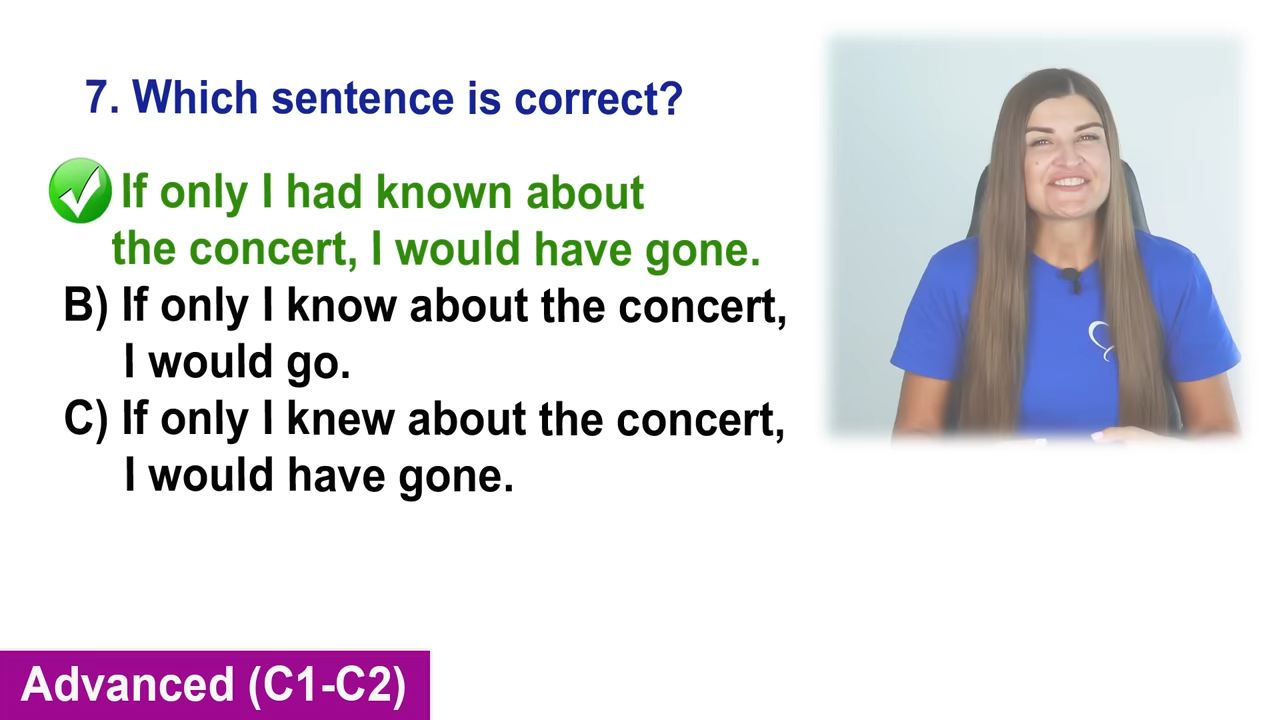 7. Which sentence is correct?
If only I had known about
the concert, I would have gone.
B) If only I know about the concert,
I would go.
C) If only I knew about the concert,
I would have gone.
Advanced (C1-C2)